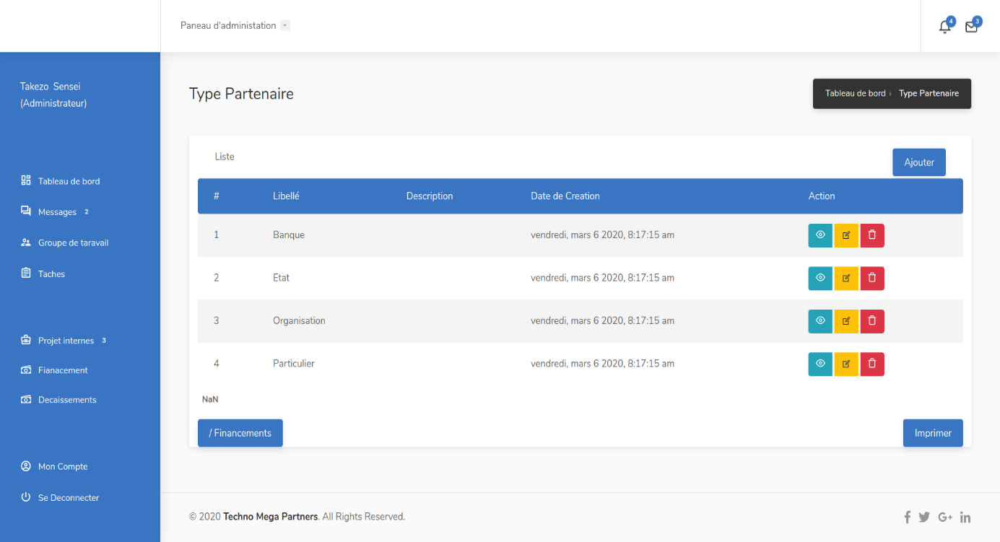 Paneau d'administation
4
3
Takezo Sensei
(Administrateur)
Tableau de bord
Messages 2
Groupe de taravail
Taches
Projet internes 3
Fianacement
Decaissements
Mon Compte
Se Deconnecter
Type Partenaire
Tableau de bord › Type Partenaire
Liste
Ajouter
# Libellé Description Date de Creation Action
1 Banque vendredi, mars 6 2020, 8:17:15 am
2 Etat vendredi, mars 6 2020, 8:17:15 am
3 Organisation vendredi, mars 6 2020, 8:17:15 am
4 Particulier vendredi, mars 6 2020, 8:17:15 am
NaN
/ Financements
Imprimer
© 2020 Techno Mega Partners. All Rights Reserved.